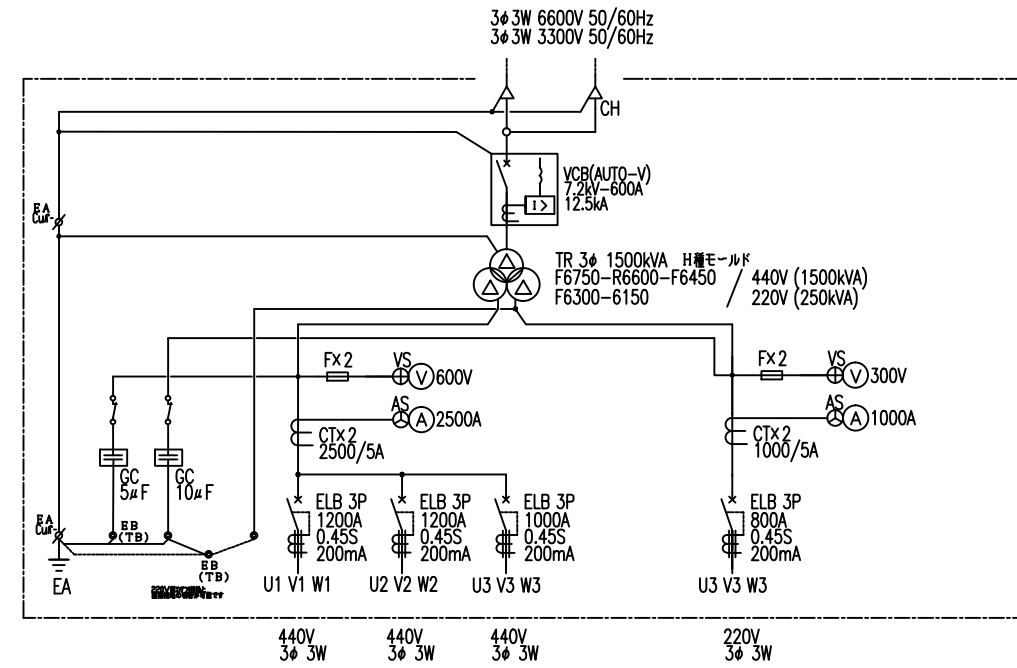 3φ3W 6600V 50/60Hz
3φ3W 3300V 50/60Hz
CH
VCB(AUTO-V)
7.2kV-600A
12.5kA
I>
EA
TR 3φ 1500kVA H種モールド
F6750-R6600-F6450 / 440V (1500kVA)
F6300-6150 220V (250kVA)
F×2
VS
V
600V
F×2
VS
V
300V
AS
A
2500A
AS
A
1000A
CT×2
2500/5A
CT×2
1000/5A
GC
5μF
GC
10μF
ELB 3P
1200A
0.45S
200mA
ELB 3P
1200A
0.45S
200mA
ELB 3P
1000A
0.45S
200mA
ELB 3P
800A
0.45S
200mA
EA
EB
(TB)
EB
(TB)
EA
U1 V1 W1
U2 V2 W2
U3 V3 W3
U3 V3 W3
440V
3φ 3W
440V
3φ 3W
440V
3φ 3W
220V
3φ 3W